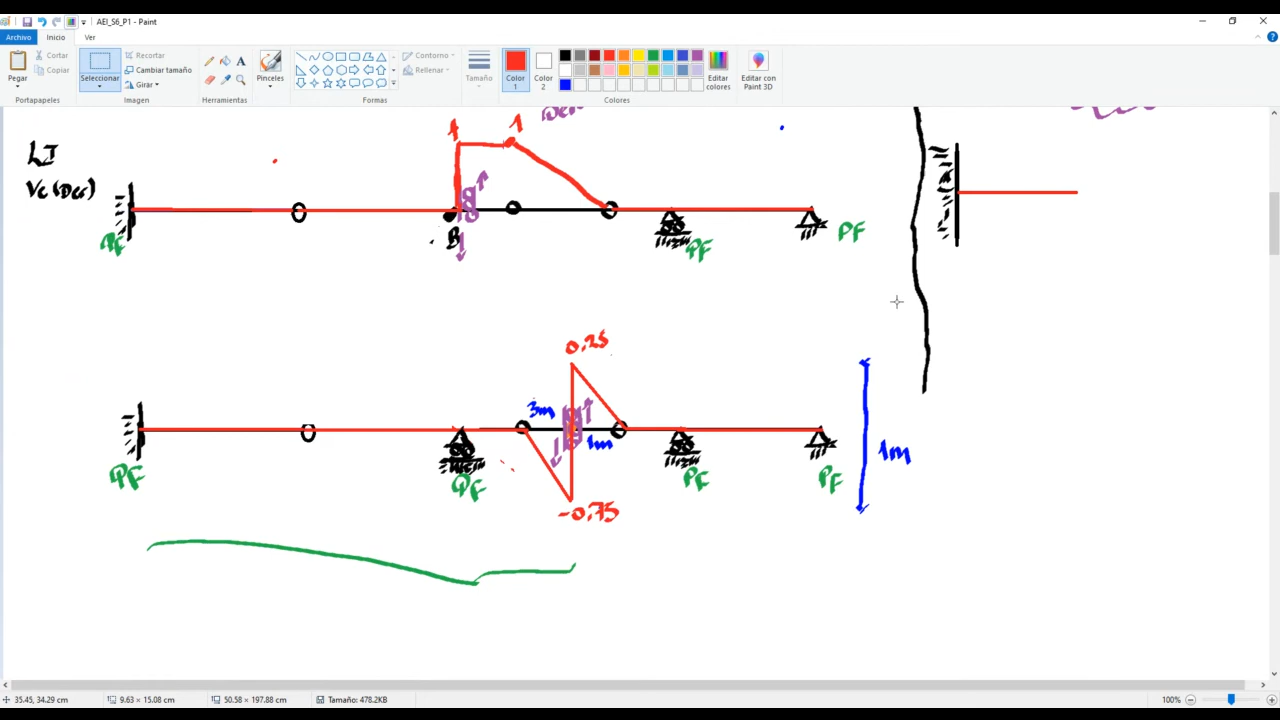 AEI_S6_P1 - Paint
Archivo Inicio Ver
Pegar
Cortar
Copiar
Portapapeles
Seleccionar
Recortar
Cambiar tamaño
Girar
Imagen
Herramientas
Pinceles
Contorno
Rellenar
Formas
Tamaño
Color 1
Color 2
Editar colores
Colores
Editar con Paint 3D
LI
Vc (Der)
1 1
B
PF
PF
0,25
3m
1m
-0,75
PF
PF
PF
1m
35.45, 34.29 cm
9.63 × 15.08 cm
50.58 × 197.88 cm
Tamaño: 478.2KB
100%